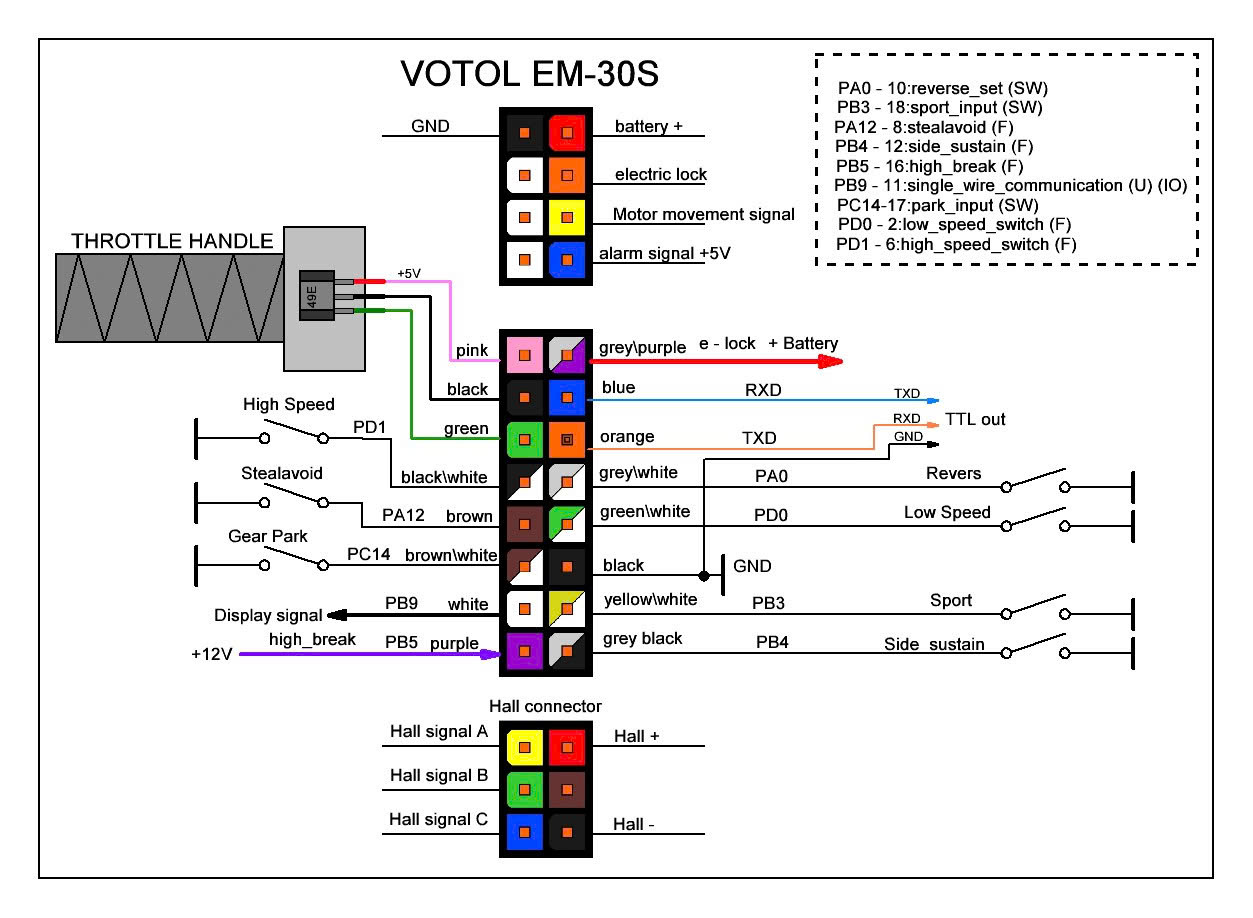 VOTOL EM-30S
PA0 - 10:reverse_set (SW)
PB3 - 18:sport_input (SW)
PA12 - 8:stealavoid (F)
PB4 - 12:side_sustain (F)
PB5 - 16:high_break (F)
PB9 - 11:single_wire_communication (U) (IO)
PC14-17:park_input (SW)
PD0 - 2:low_speed_switch (F)
PD1 - 6:high_speed_switch (F)
GND
battery +
electric lock
Motor movement signal
alarm signal +5V
THROTTLE HANDLE
49E
+5V
pink
grey\purple e - lock + Battery
black
blue RXD TXD
green
orange TXD RXD
TTL out
GND
High Speed
PD1
black\white
grey\white PA0 Revers
Stealavoid
PA12 brown
green\white PD0 Low Speed
Gear Park
PC14 brown\white
black
GND
Display signal PB9 white
yellow\white PB3 Sport
+12V high_break PB5 purple
grey black PB4 Side sustain
Hall connector
Hall signal A
Hall +
Hall signal B
Hall signal C
Hall -